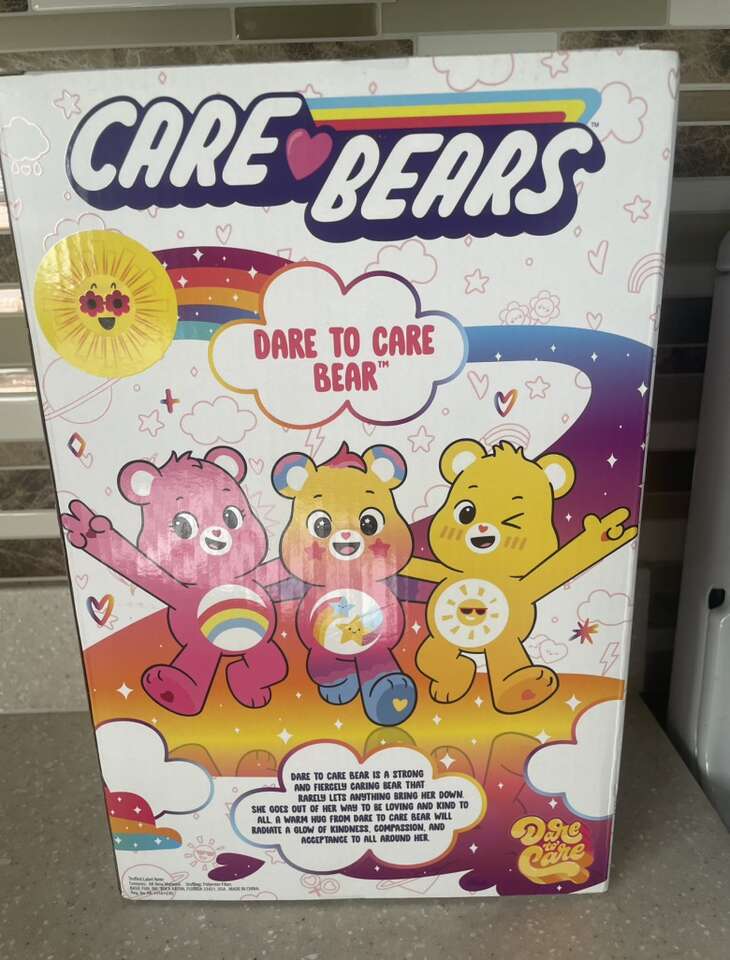 CARE BEARS™
DARE TO CARE
BEAR™
DARE TO CARE BEAR IS A STRONG
AND FIERCELY CARING BEAR THAT
RARELY LETS ANYTHING BRING HER DOWN.
SHE GOES OUT OF HER WAY TO BE LOVING AND KIND TO
ALL. A WARM HUG FROM DARE TO CARE BEAR WILL
RADIATE A GLOW OF KINDNESS, COMPASSION, AND
ACCEPTANCE TO ALL AROUND HER.
Dare
to
Care